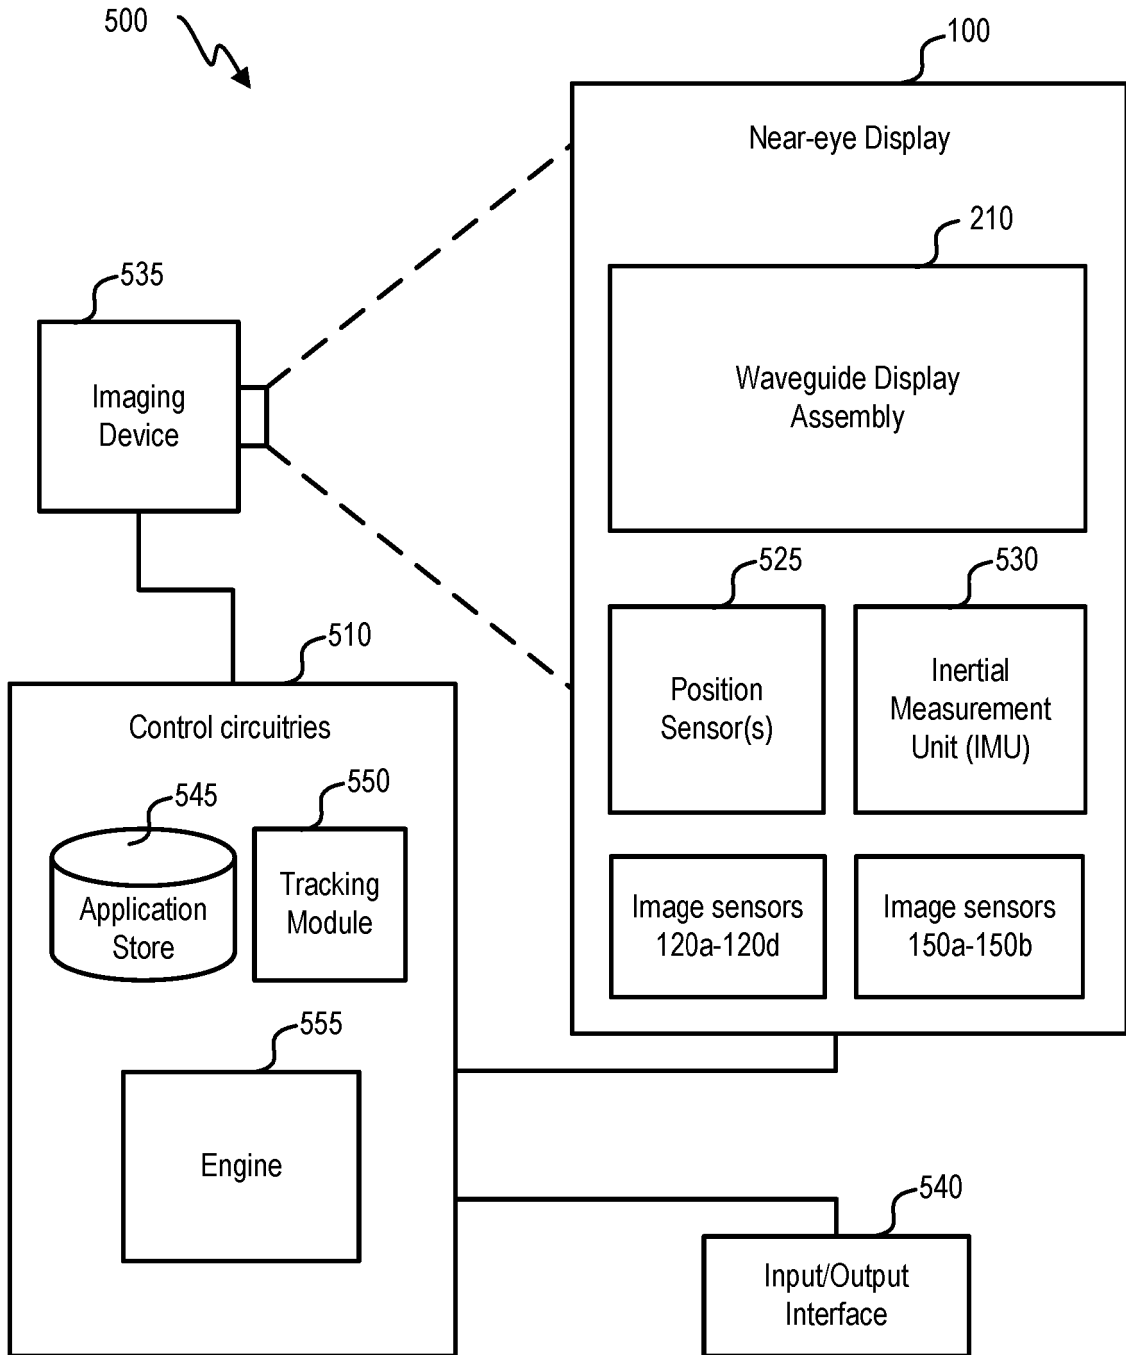 500
100
Near-eye Display
210
Waveguide Display
Assembly
535
Imaging
Device
525
530
Position
Sensor(s)
Inertial
Measurement
Unit (IMU)
510
Control circuitries
545
550
Application
Store
Tracking
Module
Image sensors
120a-120d
Image sensors
150a-150b
555
Engine
540
Input/Output
Interface